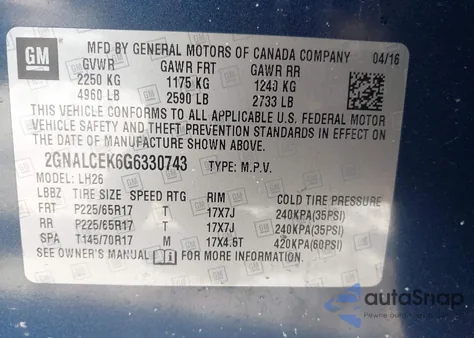 GM
MFD BY GENERAL MOTORS OF CANADA COMPANY 04/16
GVWR GAWR FRT GAWR RR
2250 KG 1175 KG 1240 KG
4960 LB 2590 LB 2733 LB
THIS VEHICLE CONFORMS TO ALL APPLICABLE U.S. FEDERAL MOTOR
VEHICLE SAFETY AND THEFT PREVENTION STANDARDS IN EFFECT ON
THE DATE OF MANUFACTURE SHOWN ABOVE.
2GNALCEK6G6330743 TYPE: M.P.V.
MODEL: LH26
LBBZ TIRE SIZE SPEED RTG RIM COLD TIRE PRESSURE
FRT P225/65R17 T 17X7J 240KPA(35PSI)
RR P225/65R17 T 17X7J 240KPA(35PSI)
SPA T145/70R17 M 17X4.5T 420KPA(60PSI)
SEE OWNER'S MANUAL FOR MORE INFORMATION
autoSnap